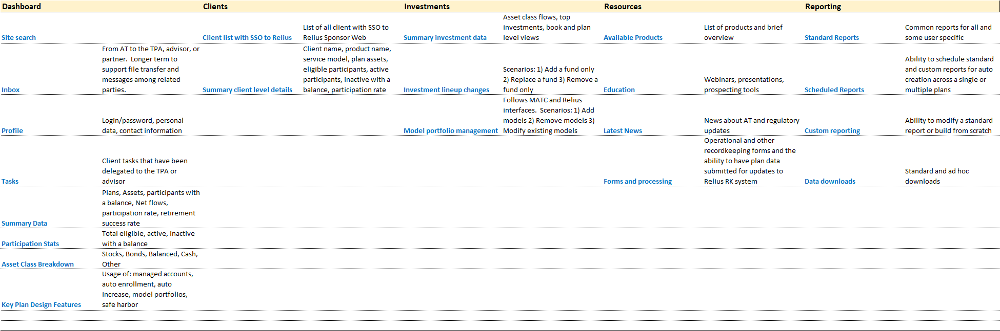 Dashboard
Clients
Investments
Resources
Reporting
Site search
Client list with SSO to Relius
List of all client with SSO to
Relius Sponsor Web
Summary investment data
Asset class flows, top
investments, book and plan
level views
Available Products
List of products and brief
overview
Standard Reports
Common reports for all and
some user specific
Inbox
From AT to the TPA, advisor, or
partner.  Longer term to
support file transfer and
messages among related
parties.
Summary client level details
Client name, product name,
service model, plan assets,
eligible participants, active
participants, inactive with a
balance, participation rate
Investment lineup changes
Scenarios: 1) Add a fund only
2) Replace a fund 3) Remove a
fund only
Education
Webinars, presentations,
prospecting tools
Scheduled Reports
Ability to schedule standard
and custom reports for auto
creation across a single or
multiple plans
Profile
Login/password, personal
data, contact information
Model portfolio management
Follows MATC and Relius
interfaces.  Scenarios: 1) Add
models 2) Remove models 3)
Modify existing models
Latest News
News about AT and regulatory
updates
Custom reporting
Ability to modify a standard
report or build from scratch
Tasks
Client tasks that have been
delegated to the TPA or
advisor
Forms and processing
Operational and other
recordkeeping forms and the
ability to have plan data
submitted for updates to
Relius RK system
Data downloads
Standard and ad hoc
downloads
Summary Data
Plans, Assets, participants with
a balance, Net flows,
participation rate, retirement
success rate
Participation Stats
Total eligible, active, inactive
with a balance
Asset Class Breakdown
Stocks, Bonds, Balanced, Cash,
Other
Key Plan Design Features
Usage of: managed accounts,
auto enrollment, auto
increase, model portfolios,
safe harbor